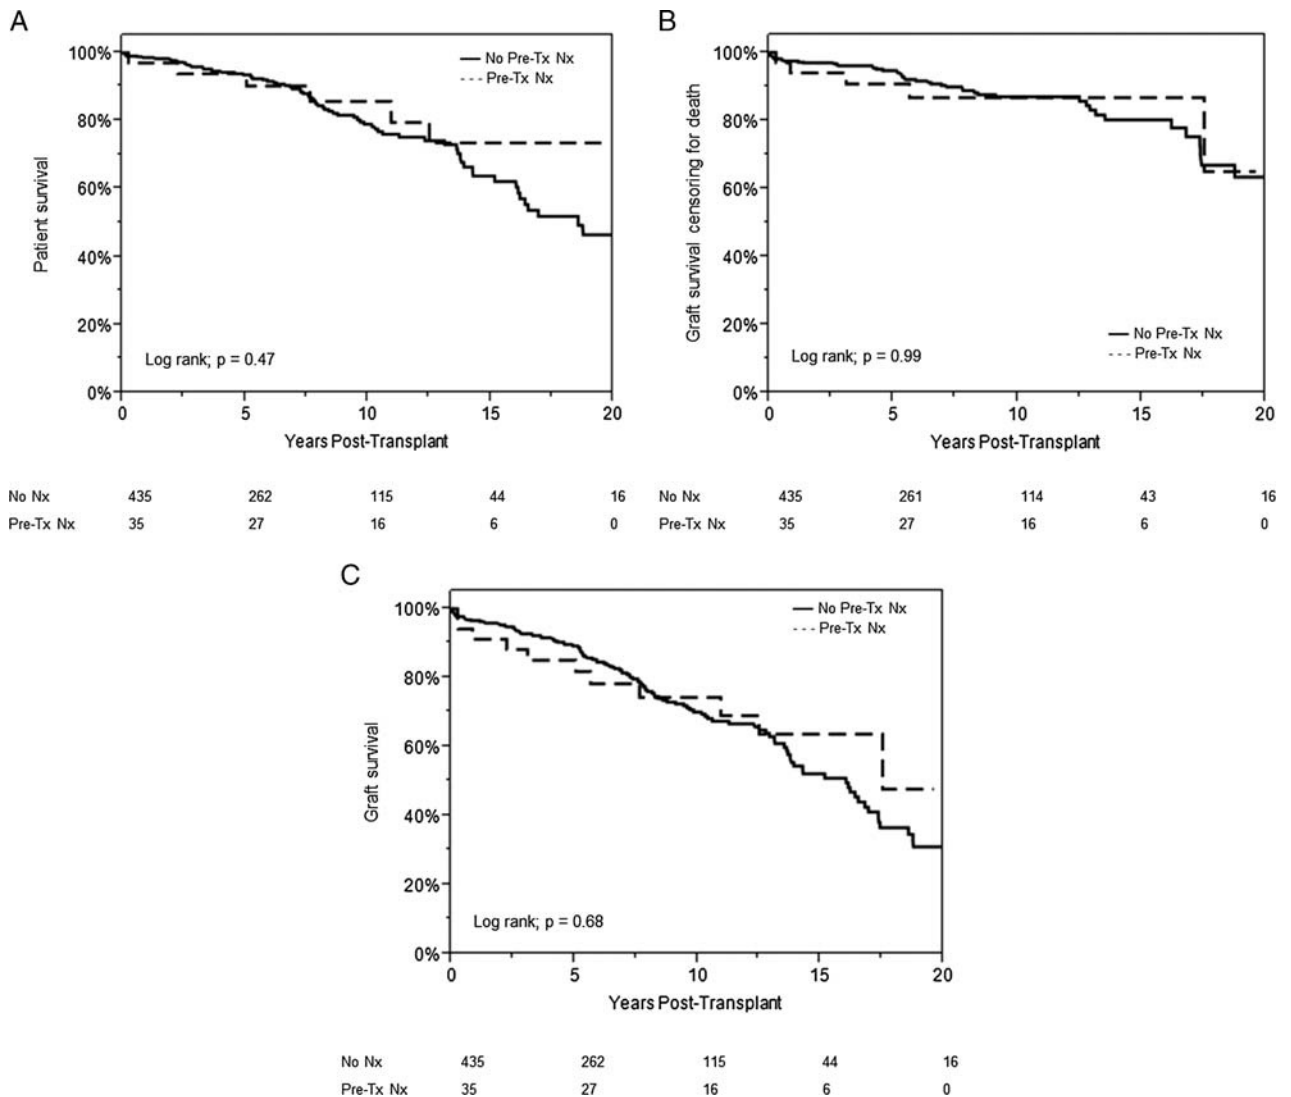 A
Patient survival
100%
80%
60%
40%
20%
0%
No Pre-Tx Nx
Pre-Tx Nx
Log rank; p = 0.47
0 5 10 15 20
Years Post-Transplant
No Nx 435 262 115 44 16
Pre-Tx Nx 35 27 16 6 0
B
Graft survival censoring for death
100%
80%
60%
40%
20%
0%
No Pre-Tx Nx
Pre-Tx Nx
Log rank; p = 0.99
0 5 10 15 20
Years Post-Transplant
No Nx 435 261 114 43 16
Pre-Tx Nx 35 27 16 6 0
C
Graft survival
100%
80%
60%
40%
20%
0%
No Pre-Tx Nx
Pre-Tx Nx
Log rank; p = 0.68
0 5 10 15 20
Years Post-Transplant
No Nx 435 262 115 44 16
Pre-Tx Nx 35 27 16 6 0